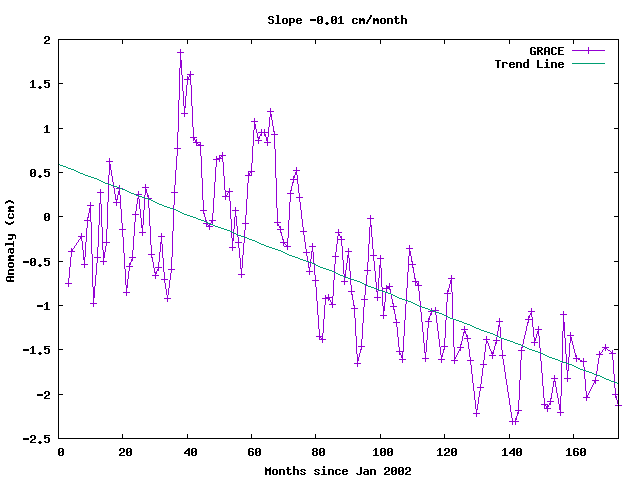 Slope -0.01 cm/month
GRACE
Trend Line
2
1.5
1
0.5
0
-0.5
-1
-1.5
-2
-2.5
Anomaly (cm)
0 20 40 60 80 100 120 140 160
Months since Jan 2002